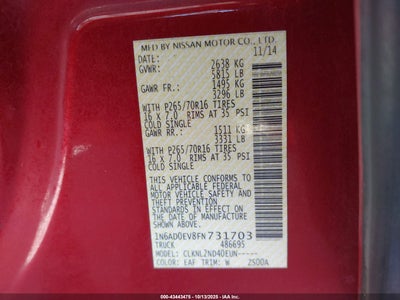 MFD BY NISSAN MOTOR CO., LTD.
DATE: 11/14
GVWR: 2638 KG
5815 LB
GAWR FR.: 1495 KG
3296 LB
WITH P265/70R16 TIRES
16 X 7.0 RIMS AT 35 PSI
COLD SINGLE
GAWR RR.: 1511 KG
3331 LB
WITH P265/70R16 TIRES
16 X 7.0 RIMS AT 35 PSI
COLD SINGLE
THIS VEHICLE CONFORMS TO ALL
APPLICABLE FEDERAL MOTOR
VEHICLE SAFETY AND THEFT PREVENTION
STANDARDS IN EFFECT ON THE DATE OF
MANUFACTURE SHOWN ABOVE.
1N6AD0EV8FN731703
TRUCK 486695
MODEL: CLKNL2ND40EUN-----
COLOR: EAF TRIM: W 2SDDA
ID: 43443475 - 10/13/2025 - © IAA, Inc.